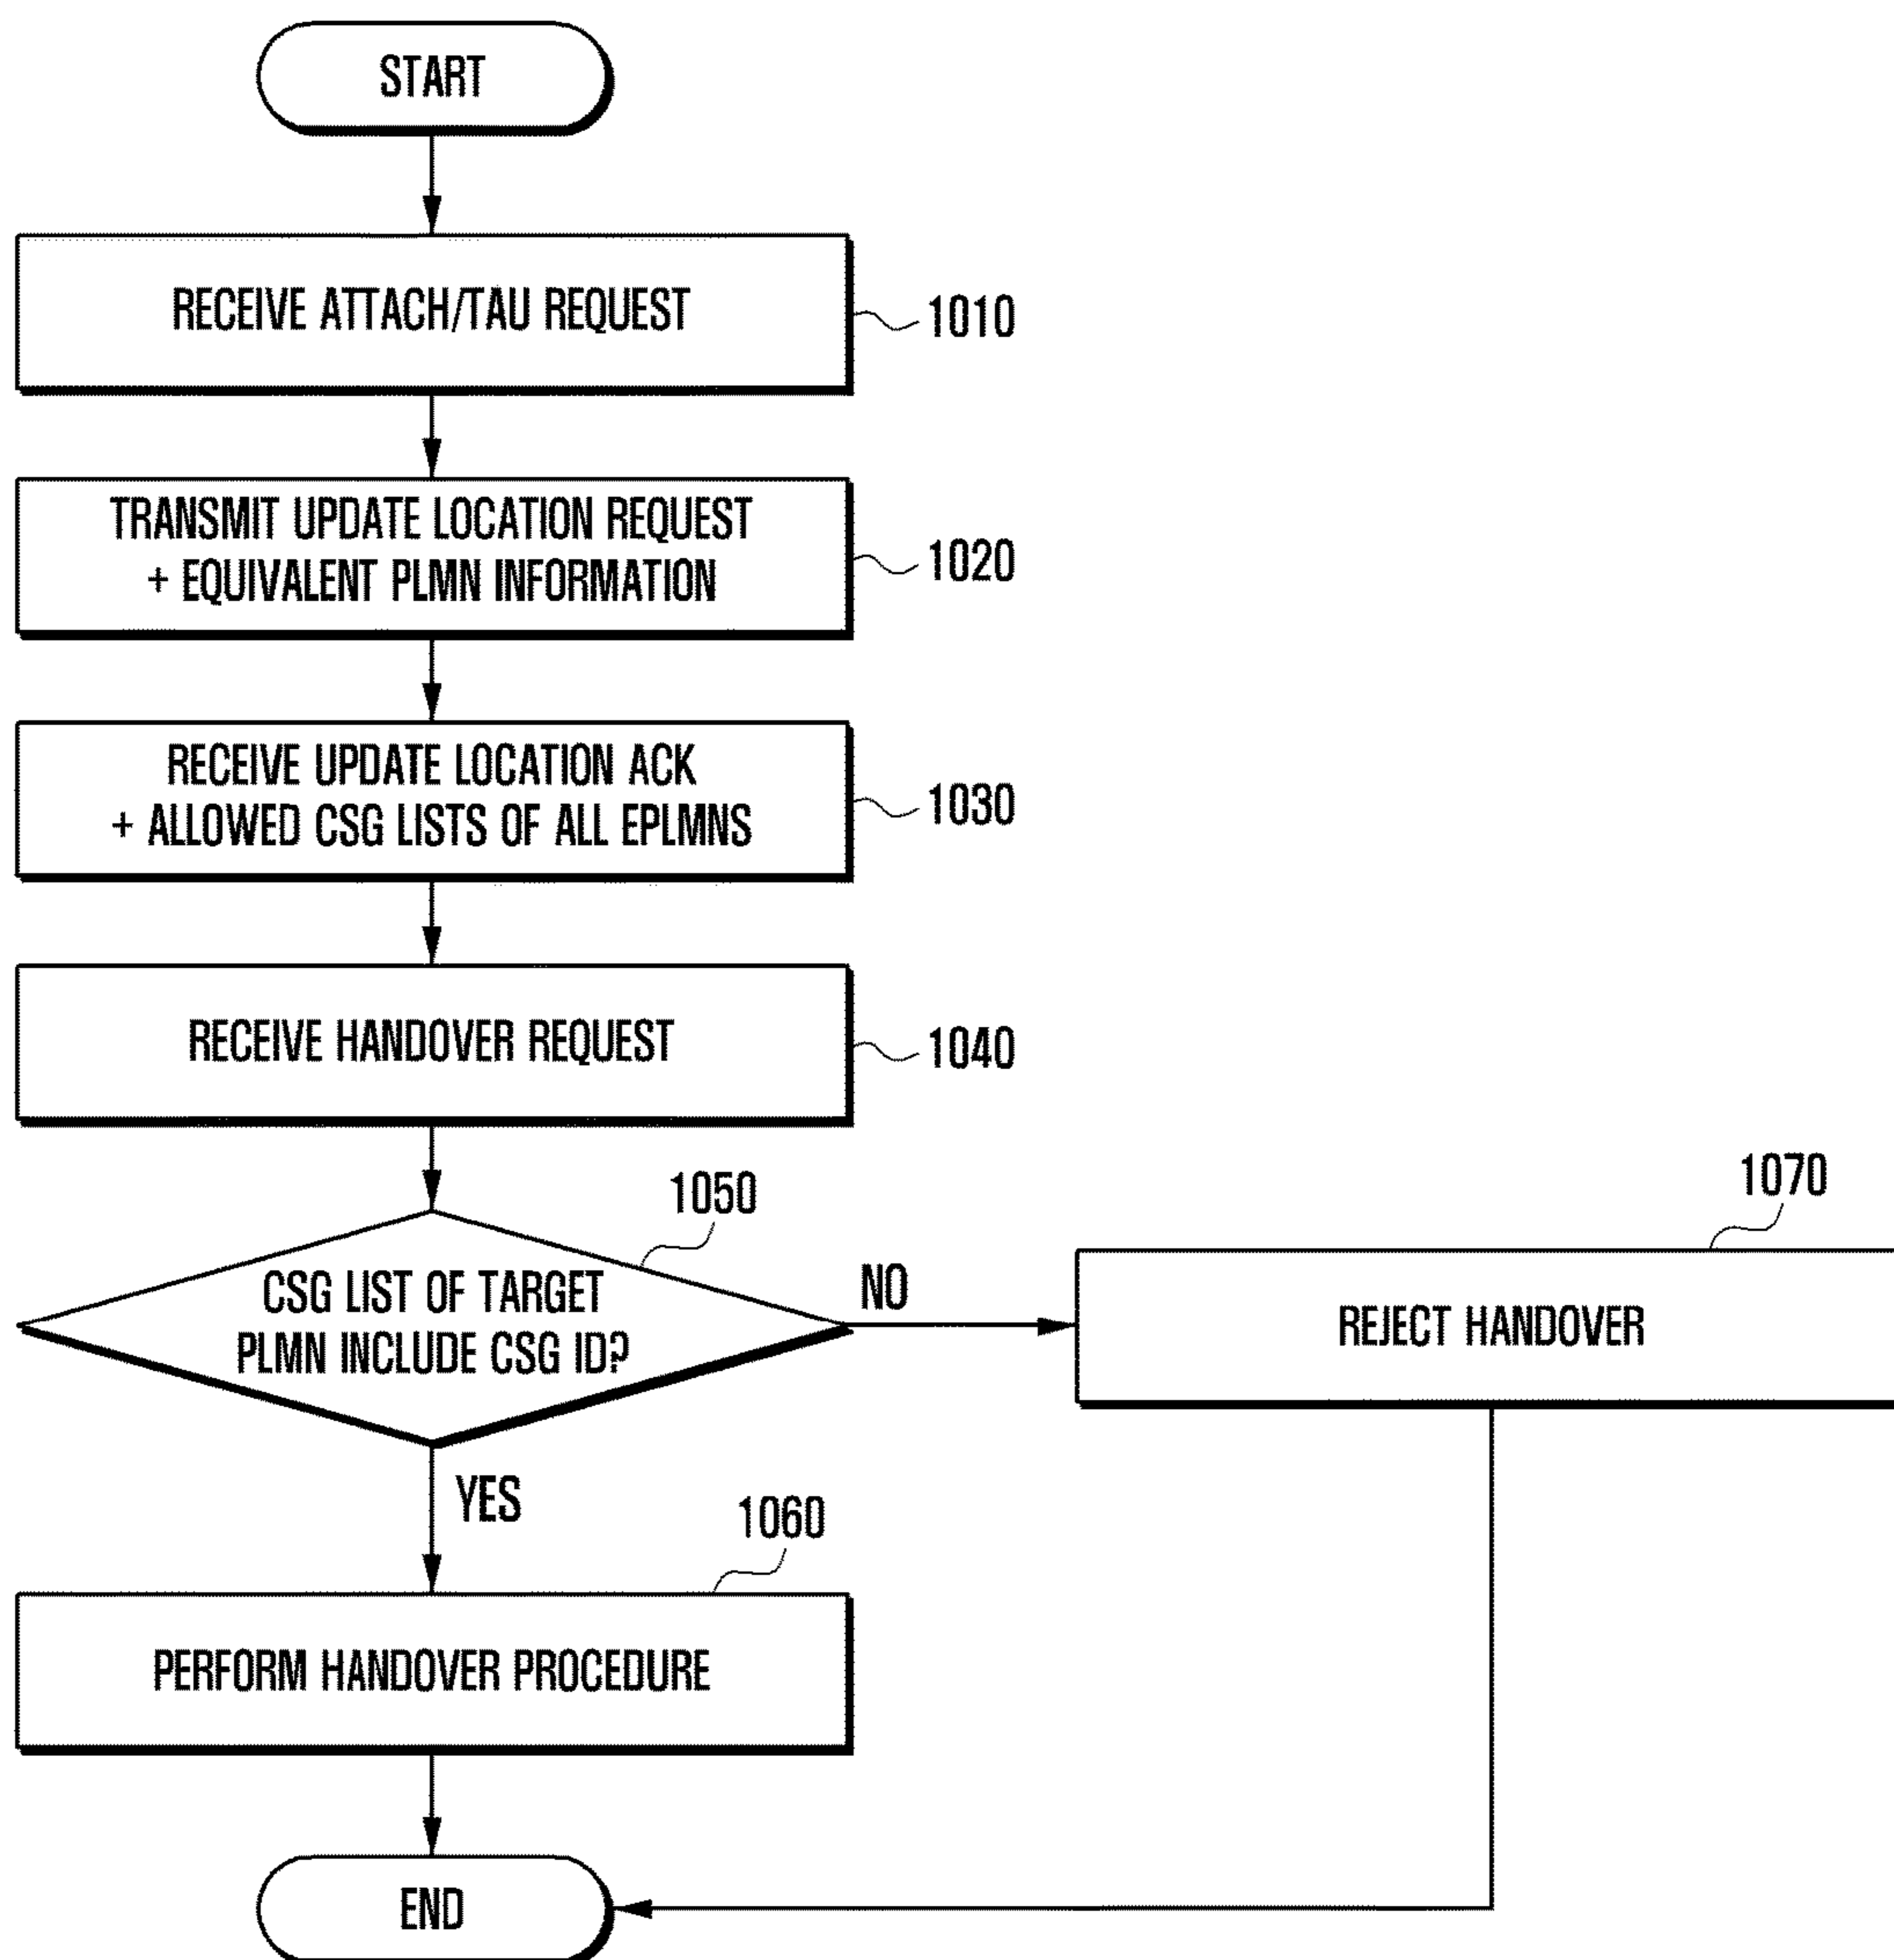 START
RECEIVE ATTACH/TAU REQUEST
1010
TRANSMIT UPDATE LOCATION REQUEST
+ EQUIVALENT PLMN INFORMATION
1020
RECEIVE UPDATE LOCATION ACK
+ ALLOWED CSG LISTS OF ALL EPLMNS
1030
RECEIVE HANDOVER REQUEST
1040
1050
CSG LIST OF TARGET
PLMN INCLUDE CSG ID?
NO
1070
REJECT HANDOVER
YES
1060
PERFORM HANDOVER PROCEDURE
END